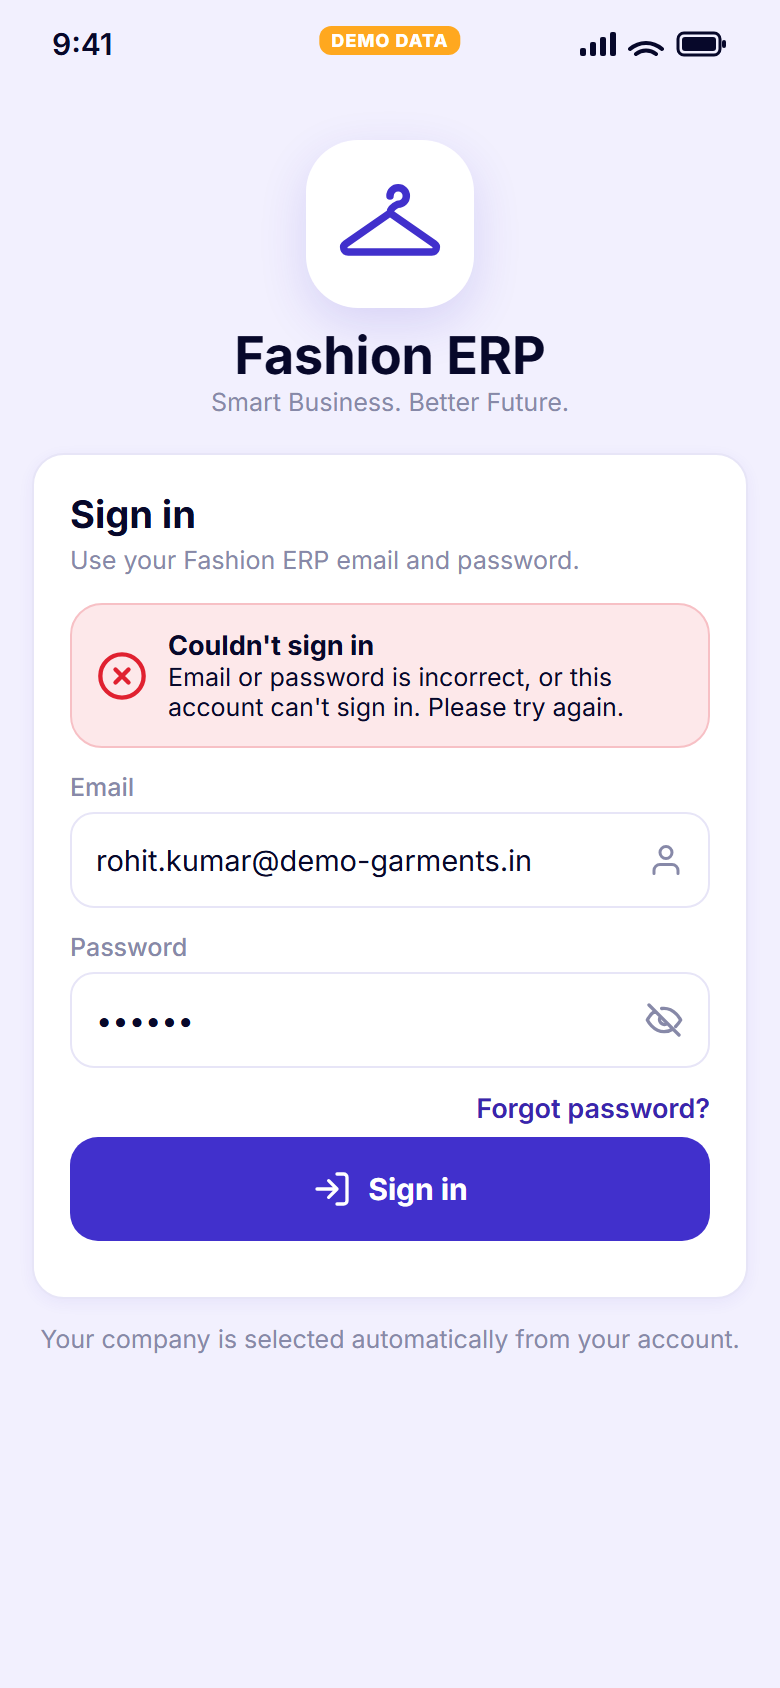 9:41
DEMO DATA
Fashion ERP
Smart Business. Better Future.
Sign in
Use your Fashion ERP email and password.
Couldn't sign in
Email or password is incorrect, or this
account can't sign in. Please try again.
Email
rohit.kumar@demo-garments.in
Password
••••••
Forgot password?
Sign in
Your company is selected automatically from your account.